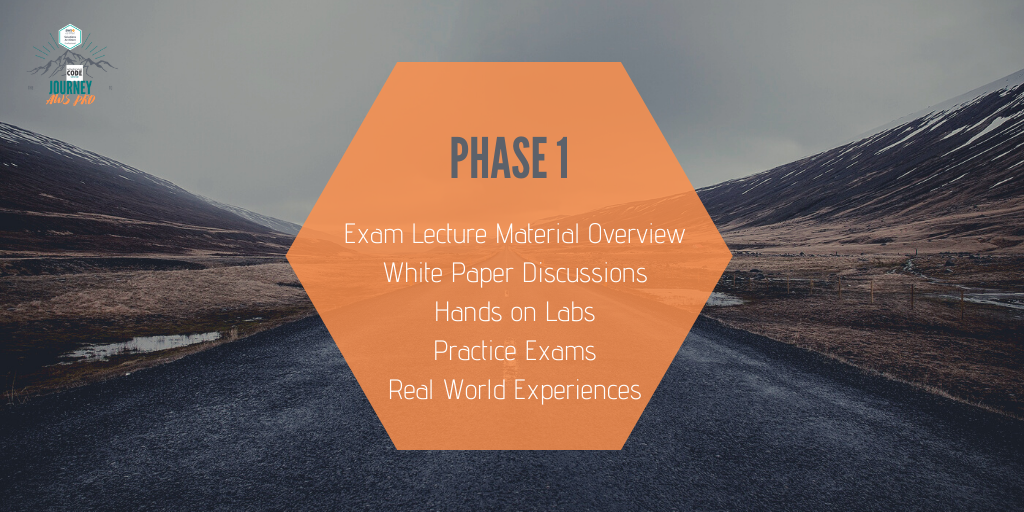 aws
CODE
JOURNEY
AWS PRO
PHASE 1
Exam Lecture Material Overview
White Paper Discussions
Hands on Labs
Practice Exams
Real World Experiences